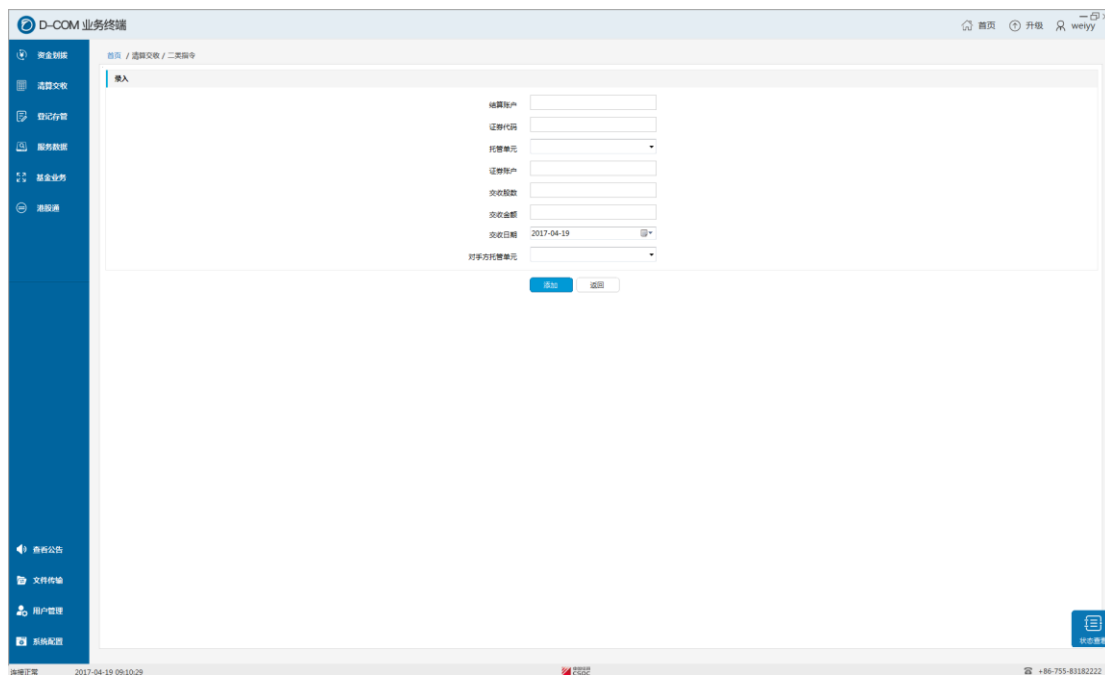 D-COM 业务终端
首页 升级 weiyy
资金划拨
清算交收
登记存管
服务数据
基金业务
港股通
首页 / 清算交收 / 二类指令
录入
结算账户
证券代码
托管单元
证券账户
交收股数
交收金额
交收日期 2017-04-19
对手方托管单元
添加 返回
查看公告
文件传输
用户管理
系统配置
状态查看
连接正常 2017-04-19 09:10:29 CSDC +86-755-83182222